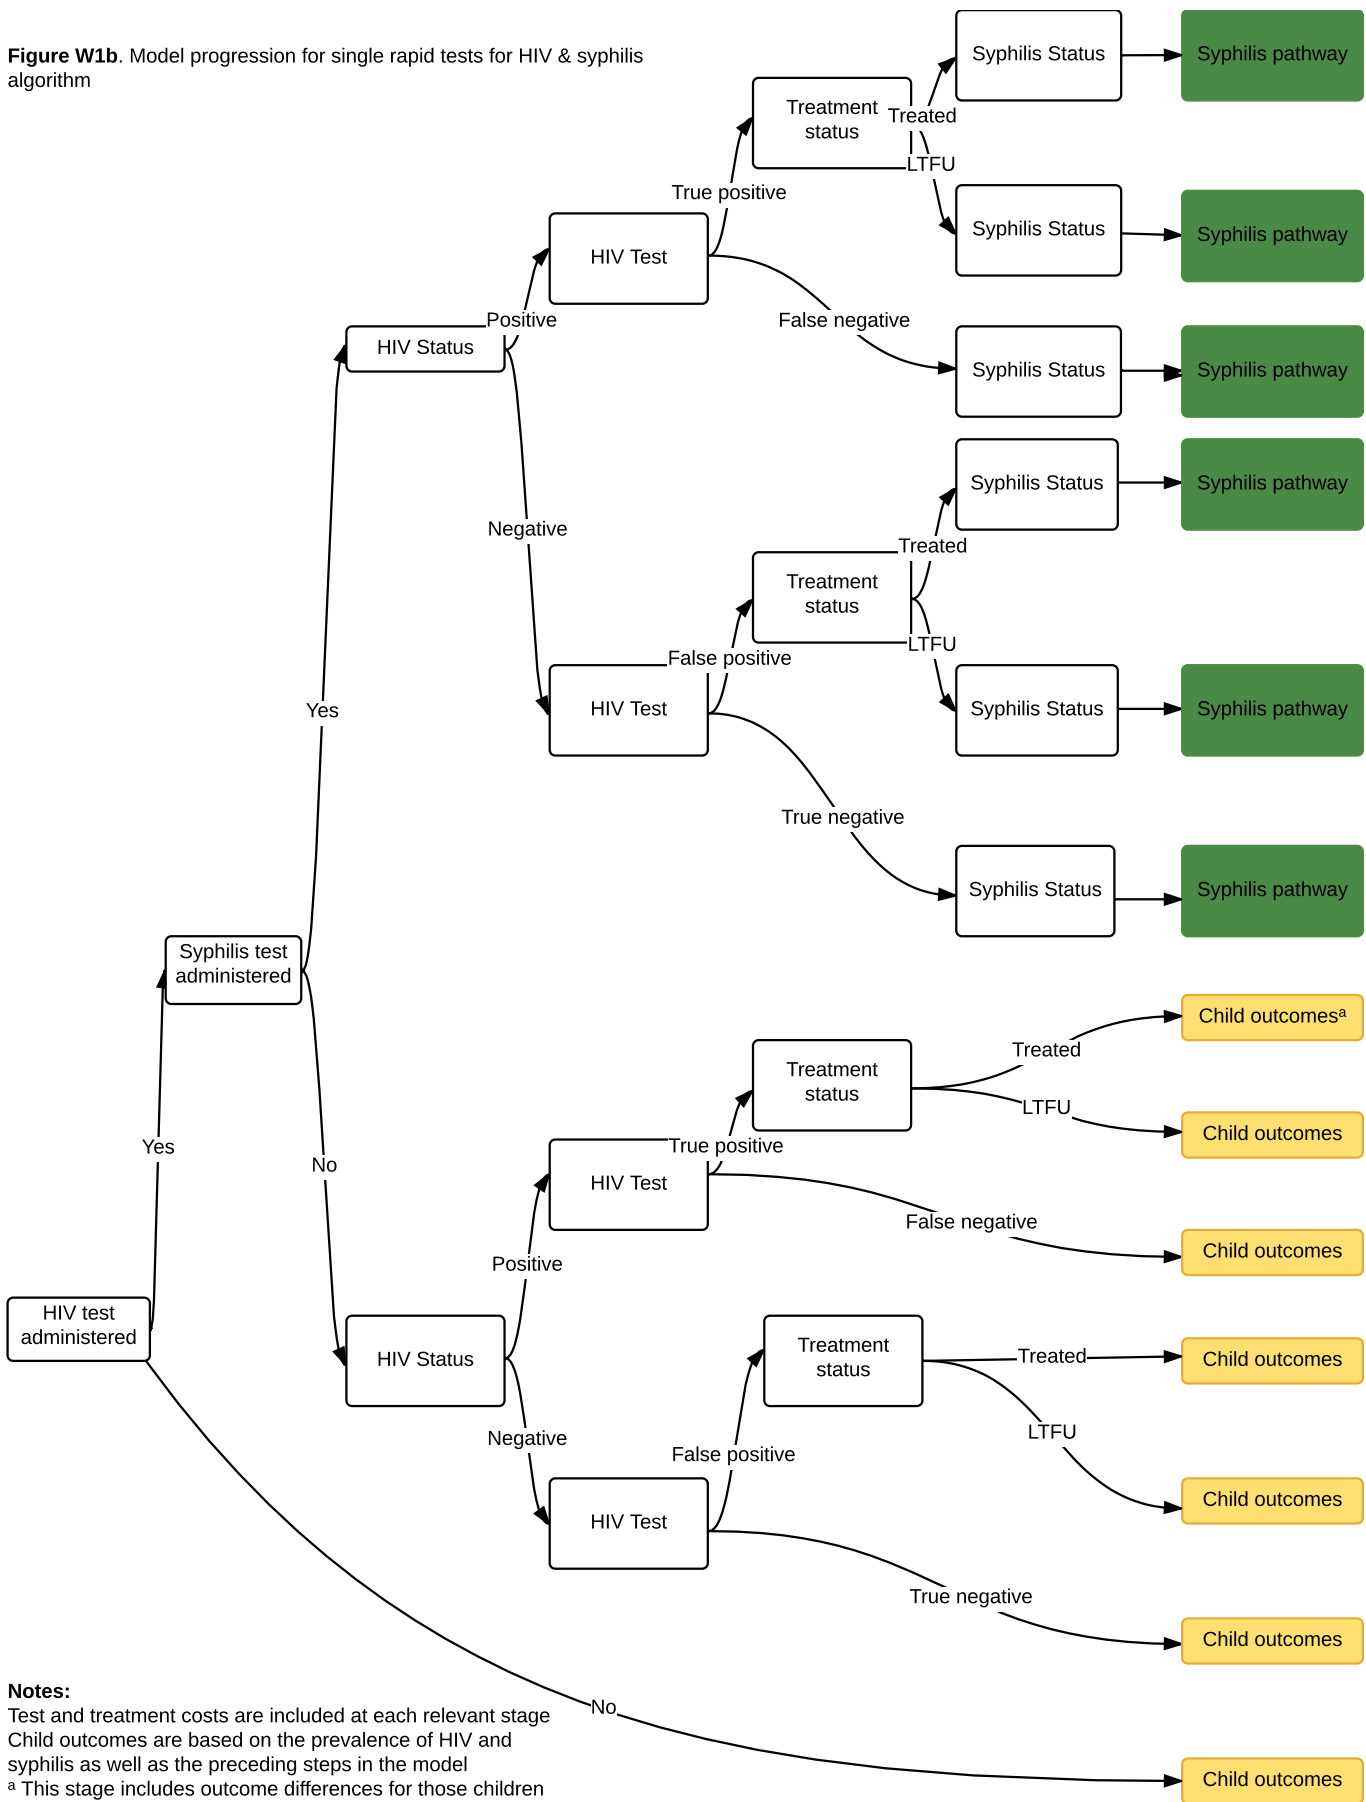 Figure W1b. Model progression for single rapid tests for HIV & syphilis
algorithm
Syphilis Status
Syphilis pathway
Treatment
status
Treated
LTFU
True positive
Syphilis Status
Syphilis pathway
HIV Test
Positive
False negative
HIV Status
Syphilis Status
Syphilis pathway
Syphilis Status
Syphilis pathway
Negative
Treated
Treatment
status
LTFU
False positive
HIV Test
Syphilis Status
Syphilis pathway
Yes
True negative
Syphilis Status
Syphilis pathway
Syphilis test
administered
Child outcomesᵃ
Treated
Treatment
status
LTFU
Child outcomes
Yes
No
True positive
HIV Test
False negative
Child outcomes
Positive
HIV test
administered
HIV Status
Treatment
status
Treated
Child outcomes
LTFU
Negative
False positive
Child outcomes
HIV Test
True negative
Child outcomes
No
Child outcomes
Notes:
Test and treatment costs are included at each relevant stage
Child outcomes are based on the prevalence of HIV and
syphilis as well as the preceding steps in the model
ᵃ This stage includes outcome differences for those children